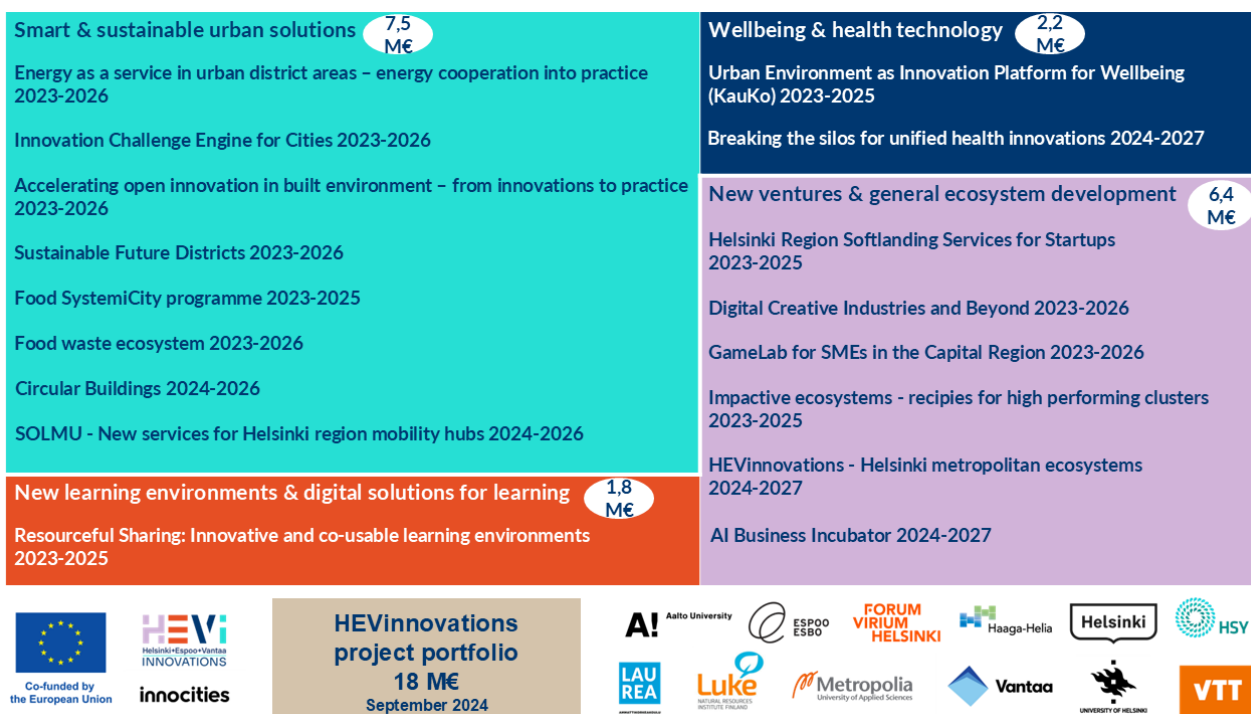 Smart & sustainable urban solutions
7,5
M€
Energy as a service in urban district areas – energy cooperation into practice
2023-2026
Innovation Challenge Engine for Cities 2023-2026
Accelerating open innovation in built environment – from innovations to practice
2023-2026
Sustainable Future Districts 2023-2026
Food SystemiCity programme 2023-2025
Food waste ecosystem 2023-2026
Circular Buildings 2024-2026
SOLMU - New services for Helsinki region mobility hubs 2024-2026
New learning environments & digital solutions for learning
1,8
M€
Resourceful Sharing: Innovative and co-usable learning environments
2023-2025
Wellbeing & health technology
2,2
M€
Urban Environment as Innovation Platform for Wellbeing
(KauKo) 2023-2025
Breaking the silos for unified health innovations 2024-2027
New ventures & general ecosystem development
6,4
M€
Helsinki Region Softlanding Services for Startups
2023-2025
Digital Creative Industries and Beyond 2023-2026
GameLab for SMEs in the Capital Region 2023-2026
Impactive ecosystems - recipies for high performing clusters
2023-2025
HEVinnovations - Helsinki metropolitan ecosystems
2024-2027
AI Business Incubator 2024-2027
Co-funded by
the European Union
HEVi
Helsinki+Espoo+Vantaa
INNOVATIONS
innocities
HEVinnovations
project portfolio
18 M€
September 2024
A! Aalto University
ESPOO
ESBO
FORUM
VIRIUM
HELSINKI
Haaga-Helia
Helsinki
HSY
LAU
REA
Luke
NATURAL RESOURCES
INSTITUTE FINLAND
Metropolia
University of Applied Sciences
Vantaa
UNIVERSITY OF HELSINKI
VTT